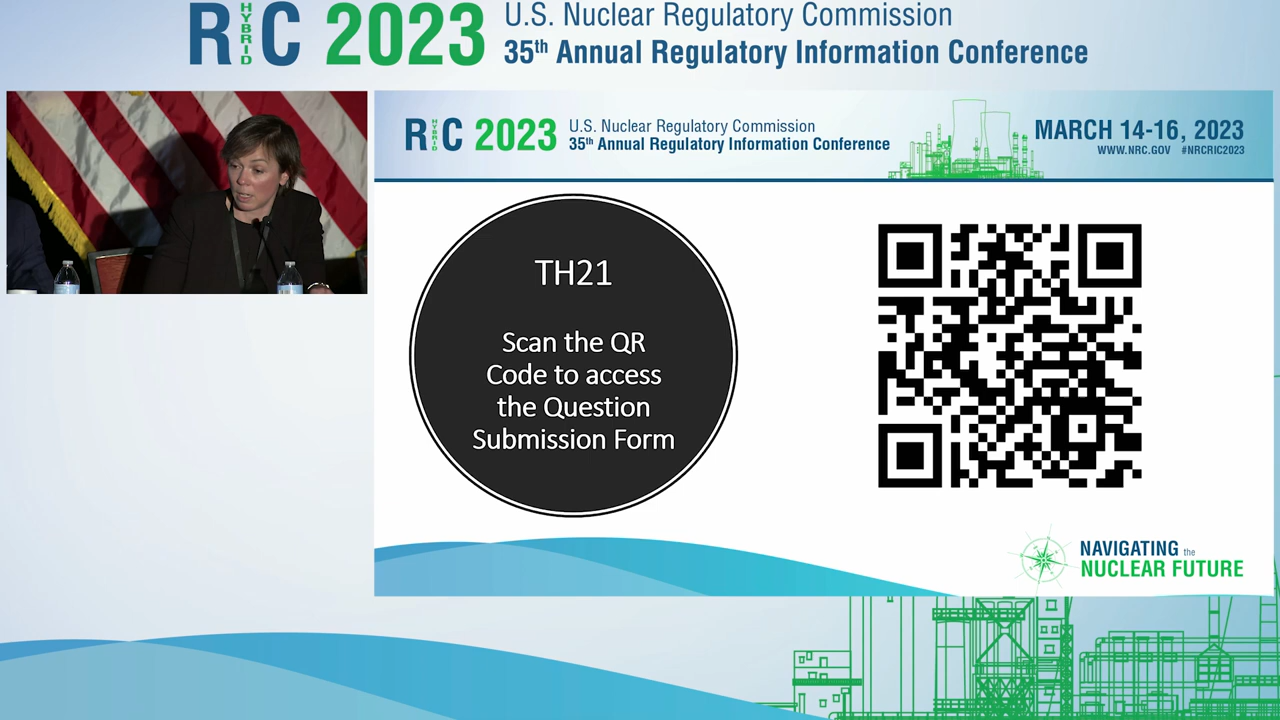 RIC HYBRID 2023
U.S. Nuclear Regulatory Commission
35th Annual Regulatory Information Conference
RIC HYBRID 2023
U.S. Nuclear Regulatory Commission
35th Annual Regulatory Information Conference
MARCH 14-16, 2023
WWW.NRC.GOV #NRCRIC2023
TH21
Scan the QR
Code to access
the Question
Submission Form
NAVIGATING the
NUCLEAR FUTURE